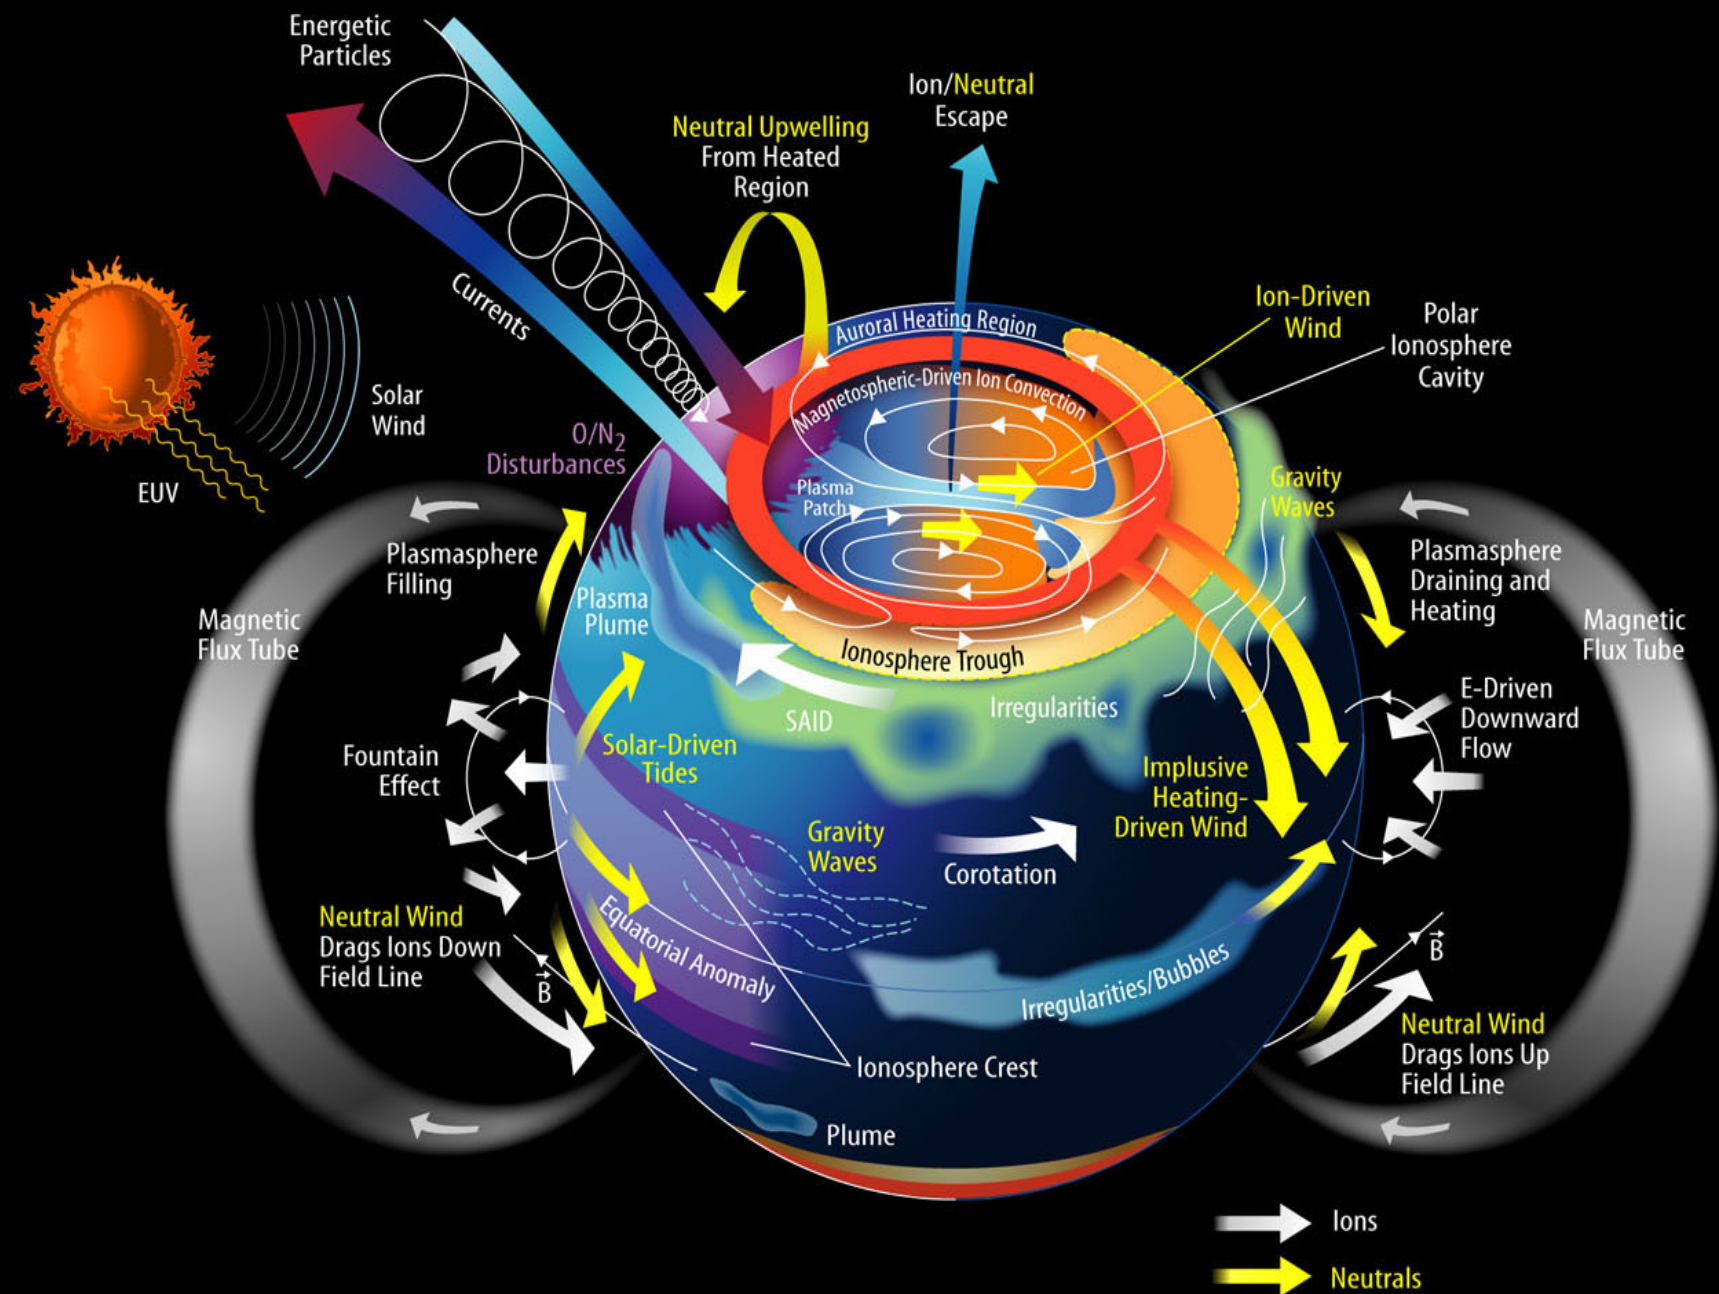 Energetic
Particles
Ion/Neutral
Escape
Neutral Upwelling
From Heated
Region
Currents
Solar
Wind
EUV
Auroral Heating Region
Ion-Driven
Wind
Polar
Ionosphere
Cavity
Magnetospheric-Driven Ion Convection
O/N2
Disturbances
Plasma
Patch
Gravity
Waves
Plasmasphere
Filling
Plasmasphere
Draining and
Heating
Magnetic
Flux Tube
Plasma
Plume
Magnetic
Flux Tube
Ionosphere Trough
SAID
Irregularities
E-Driven
Downward
Flow
Fountain
Effect
Solar-Driven
Tides
Implusive
Heating-
Driven Wind
Gravity
Waves
Corotation
Neutral Wind
Drags Ions Down
Field Line
B
Equatorial Anomaly
Irregularities/Bubbles
B
Neutral Wind
Drags Ions Up
Field Line
Ionosphere Crest
Plume
Ions
Neutrals